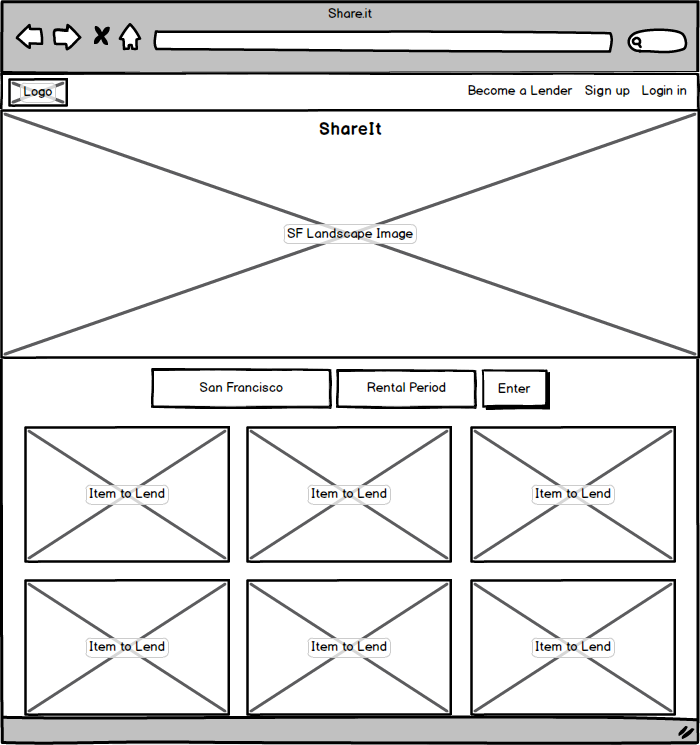 Share.it
Logo
Become a Lender Sign up Login in
ShareIt
SF Landscape Image
San Francisco Rental Period Enter
Item to Lend Item to Lend Item to Lend
Item to Lend Item to Lend Item to Lend